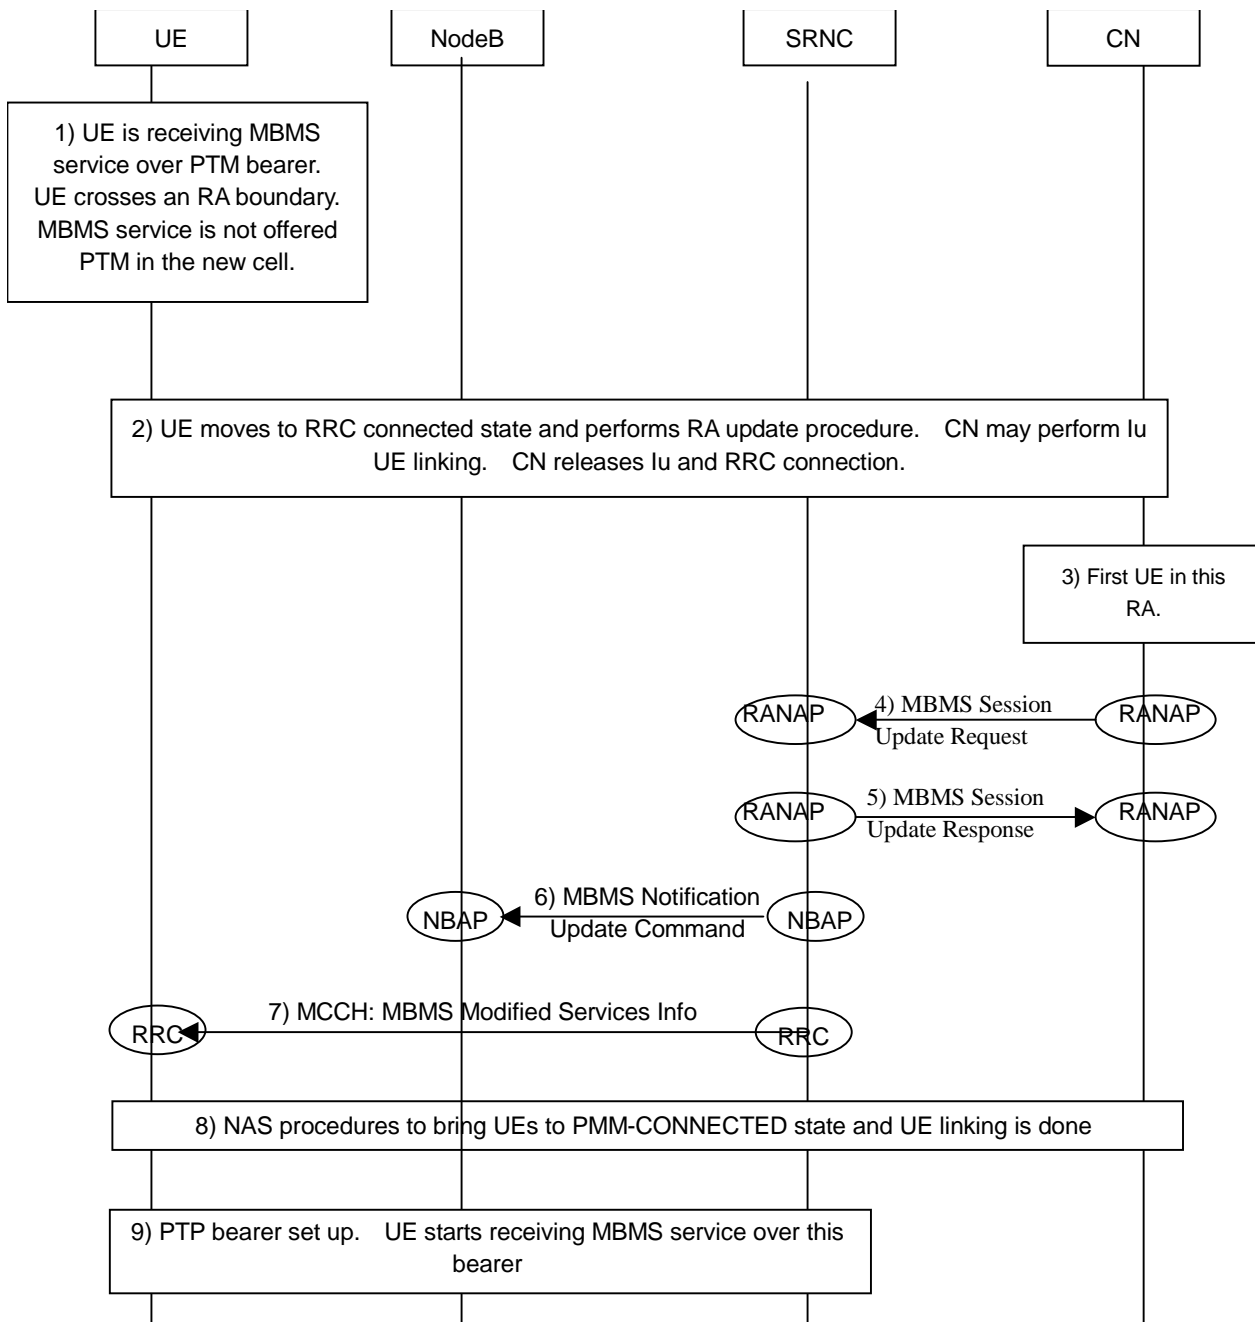 UE
NodeB
SRNC
CN
1) UE is receiving MBMS
service over PTM bearer.
UE crosses an RA boundary.
MBMS service is not offered
PTM in the new cell.
2) UE moves to RRC connected state and performs RA update procedure. CN may perform Iu
UE linking. CN releases Iu and RRC connection.
3) First UE in this
RA.
RANAP
4) MBMS Session
Update Request
RANAP
RANAP
5) MBMS Session
Update Response
RANAP
NBAP
6) MBMS Notification
Update Command
NBAP
RRC
7) MCCH: MBMS Modified Services Info
RRC
8) NAS procedures to bring UEs to PMM-CONNECTED state and UE linking is done
9) PTP bearer set up. UE starts receiving MBMS service over this
bearer